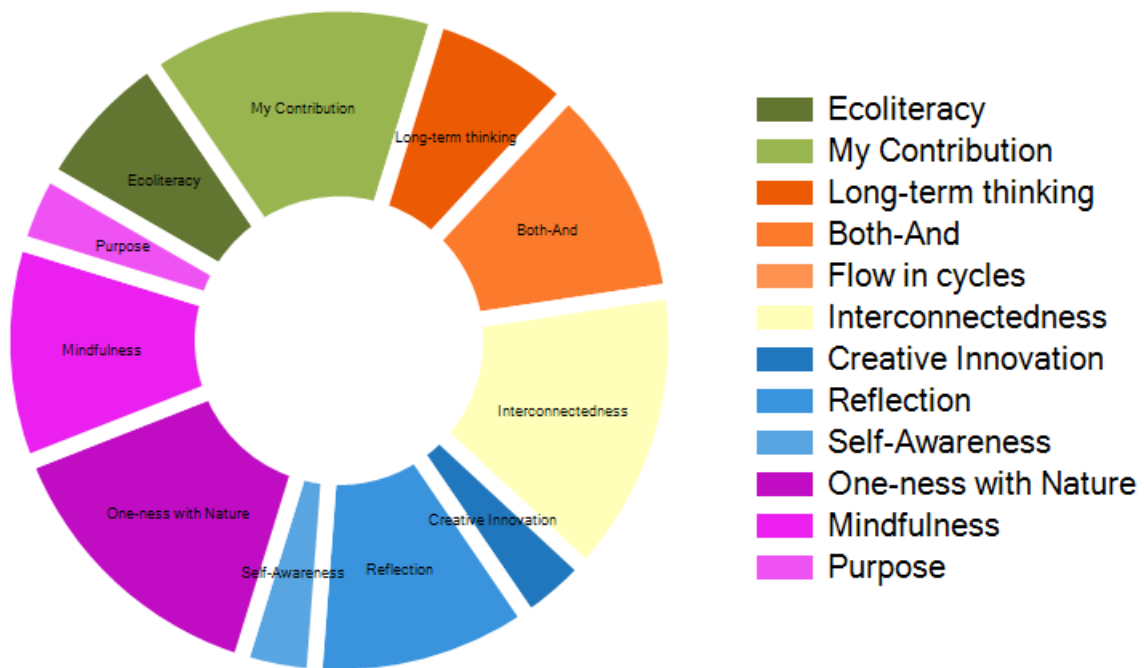 My Contribution
Long-term thinking
Ecoliteracy
Both-And
Purpose
Mindfulness
Interconnectedness
One-ness with Nature
Creative Innovation
Self-Awareness
Reflection
Ecoliteracy
My Contribution
Long-term thinking
Both-And
Flow in cycles
Interconnectedness
Creative Innovation
Reflection
Self-Awareness
One-ness with Nature
Mindfulness
Purpose